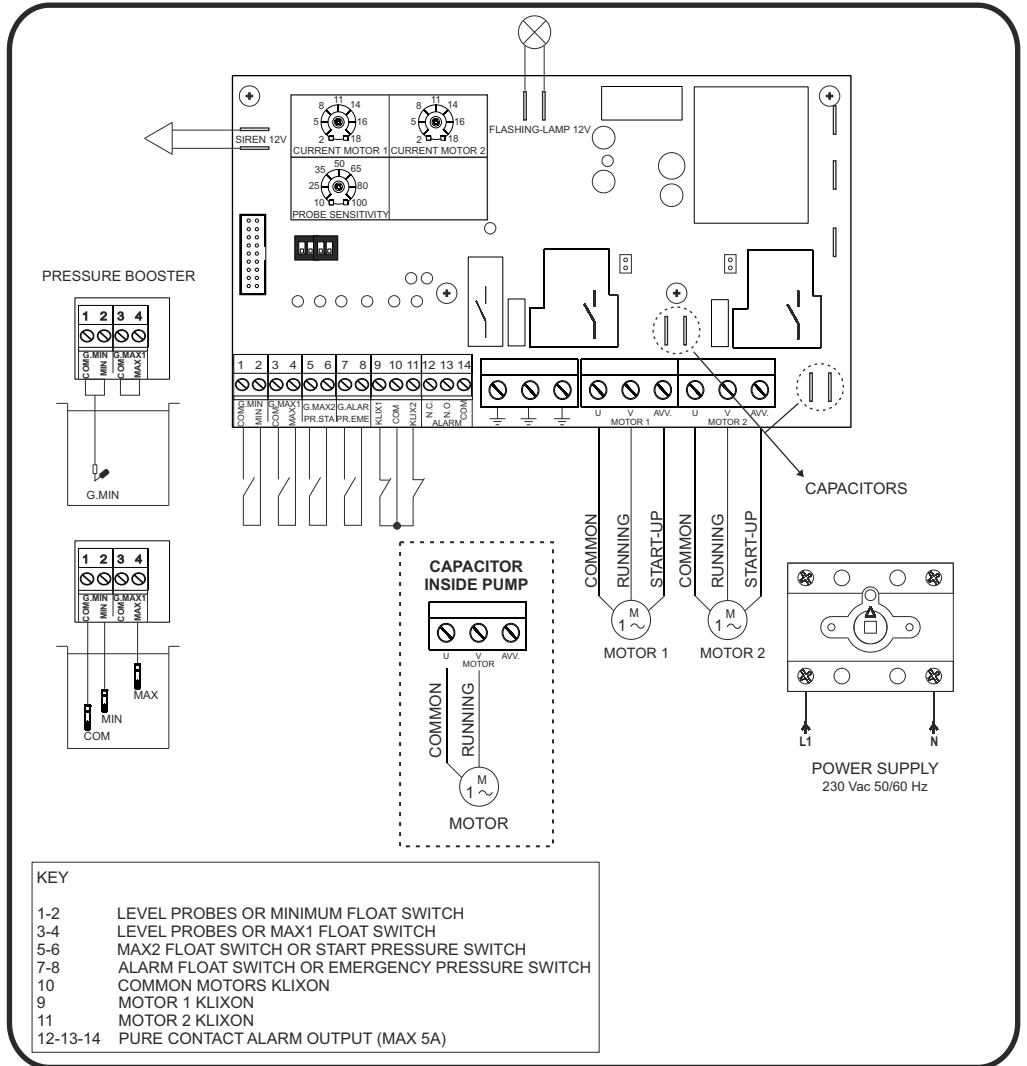 FLASHING-LAMP 12V
SIREN 12V
2 5 8 11 14 16 18
CURRENT MOTOR 1
2 5 8 11 14 16 18
CURRENT MOTOR 2
10 25 35 50 65 80 100
PROBE SENSITIVITY
PRESSURE BOOSTER
1 2 3 4
G.MIN G.MAX1
COM MIN COM MAX1
G.MIN
1 2 3 4
G.MIN G.MAX1
COM MIN COM MAX1
MAX
MIN
COM
1 2 3 4 5 6 7 8 9 10 11 12 13 14
G.MIN G.MAX1 G.MAX2 G.ALAR
COM MIN COM MAX1 PR.STA PR.EME KLIX1 COM KLIX2 N.C. N.O. COM
ALARM
U V AVV. U V AVV.
MOTOR 1 MOTOR 2
CAPACITORS
COMMON RUNNING START-UP COMMON RUNNING START-UP
M M
1 ~ 1 ~
MOTOR 1 MOTOR 2
CAPACITOR
INSIDE PUMP
U V AVV.
MOTOR
COMMON RUNNING
M
1 ~
MOTOR
L1 N
POWER SUPPLY
230 Vac 50/60 Hz
KEY
1-2 LEVEL PROBES OR MINIMUM FLOAT SWITCH
3-4 LEVEL PROBES OR MAX1 FLOAT SWITCH
5-6 MAX2 FLOAT SWITCH OR START PRESSURE SWITCH
7-8 ALARM FLOAT SWITCH OR EMERGENCY PRESSURE SWITCH
10 COMMON MOTORS KLIXON
9 MOTOR 1 KLIXON
11 MOTOR 2 KLIXON
12-13-14 PURE CONTACT ALARM OUTPUT (MAX 5A)